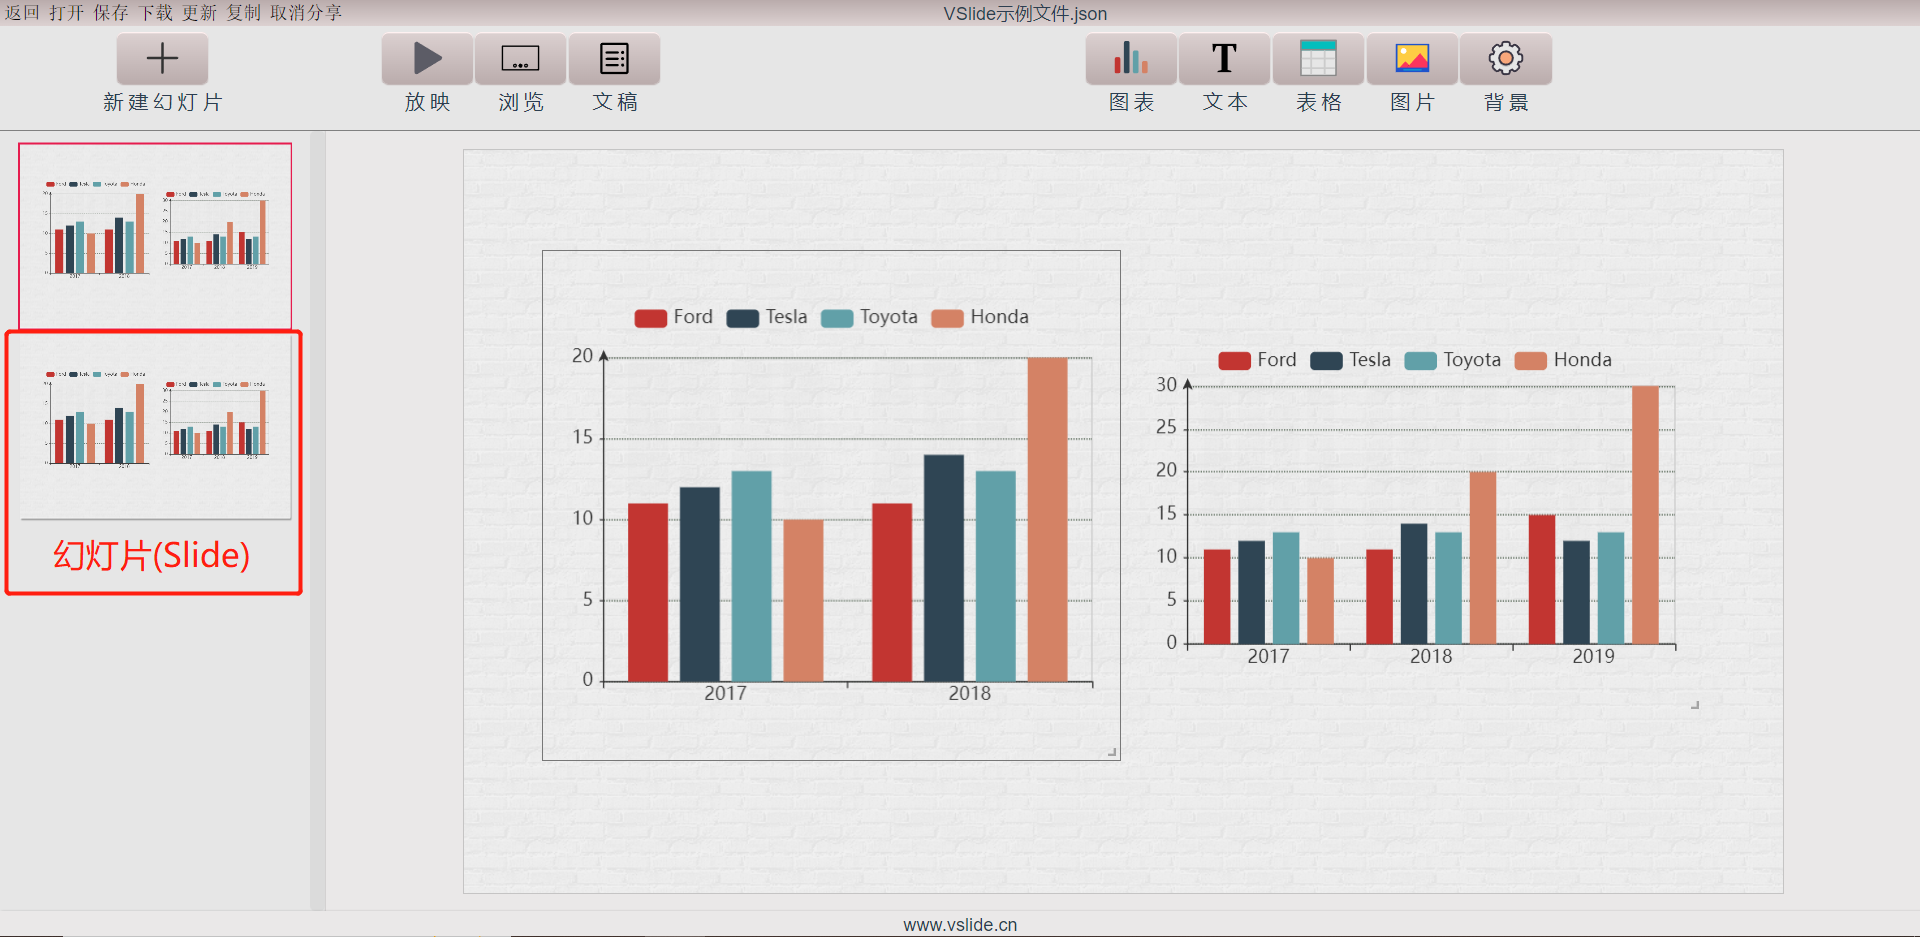 返回 打开 保存 下载 更新 复制 取消分享
VSlide示例文件.json
新建幻灯片
放映 浏览 文稿
图表 文本 表格 图片 背景
幻灯片(Slide)
Ford Tesla Toyota Honda
20
15
10
5
0
2017 2018
Ford Tesla Toyota Honda
30
25
20
15
10
5
0
2017 2018 2019
www.vslide.cn